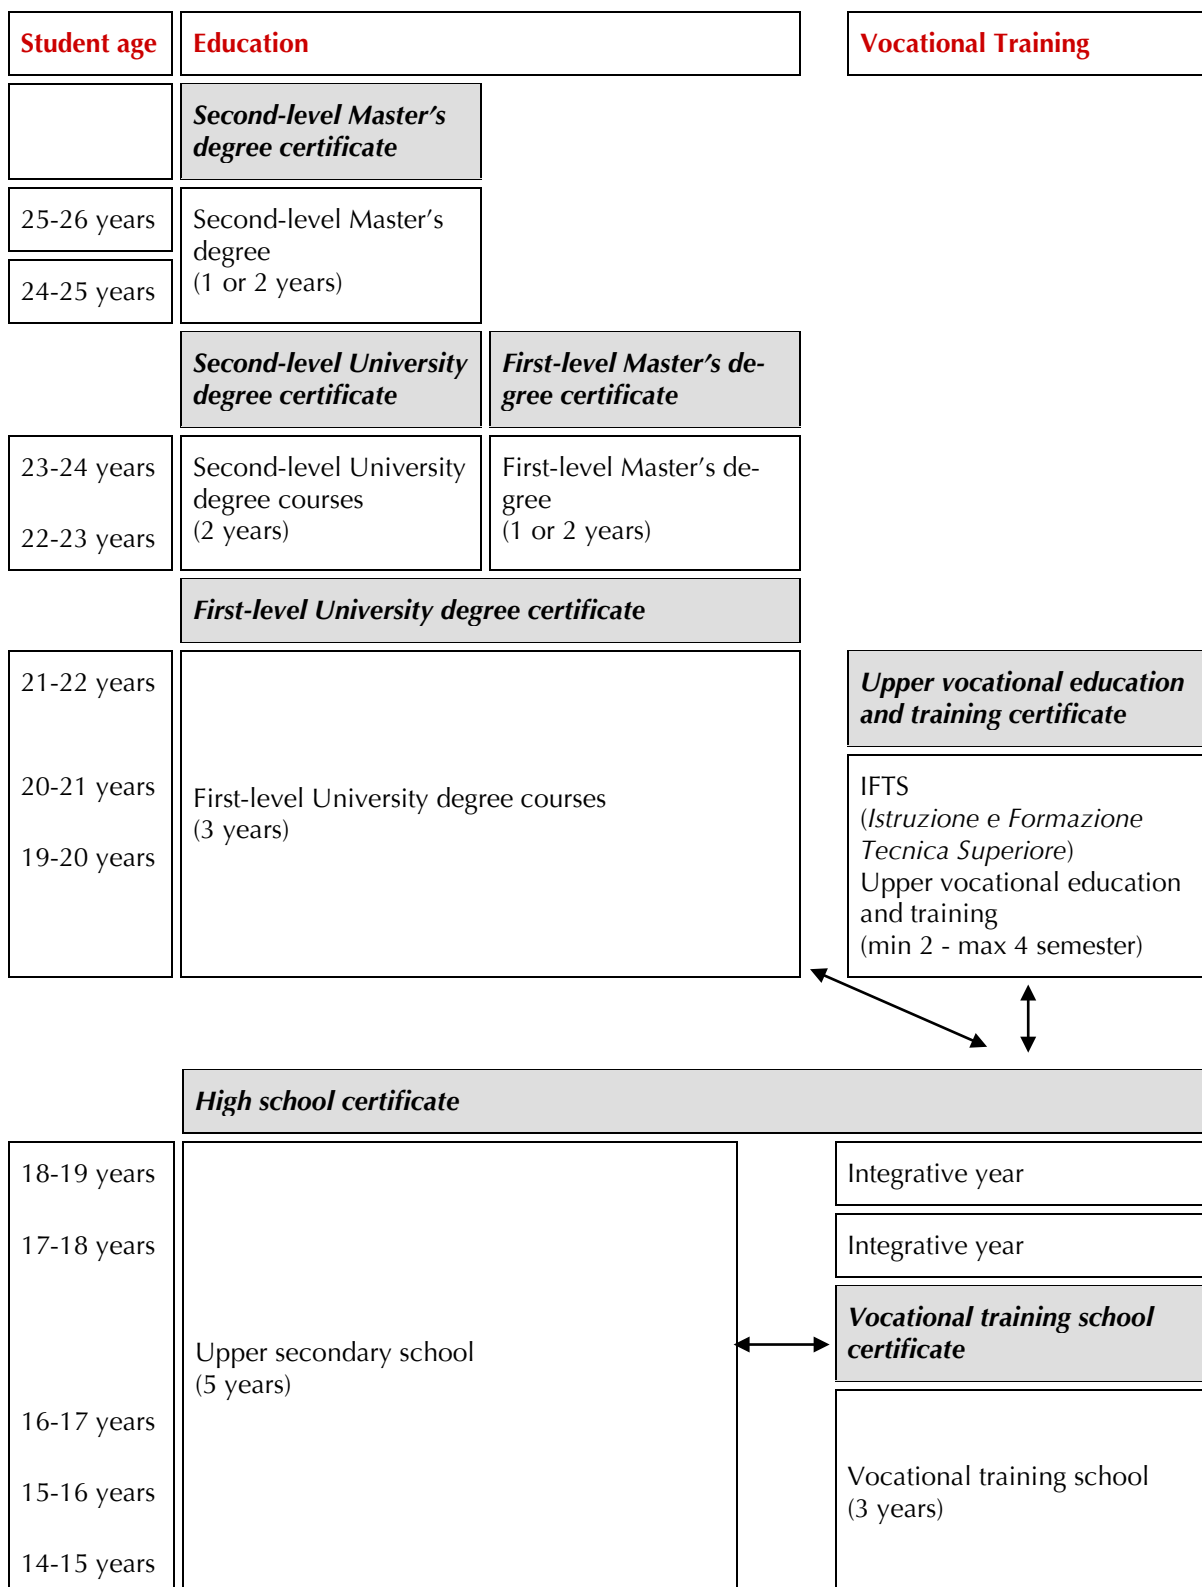 Student age
Education
Vocational Training
Second-level Master's
degree certificate
25-26 years
24-25 years
Second-level Master's
degree
(1 or 2 years)
Second-level University
degree certificate
First-level Master's de-
gree certificate
23-24 years
22-23 years
Second-level University
degree courses
(2 years)
First-level Master's de-
gree
(1 or 2 years)
First-level University degree certificate
21-22 years
20-21 years
19-20 years
First-level University degree courses
(3 years)
Upper vocational education
and training certificate
IFTS
(Istruzione e Formazione
Tecnica Superiore)
Upper vocational education
and training
(min 2 - max 4 semester)
High school certificate
18-19 years
17-18 years
16-17 years
15-16 years
14-15 years
Upper secondary school
(5 years)
Integrative year
Integrative year
Vocational training school
certificate
Vocational training school
(3 years)